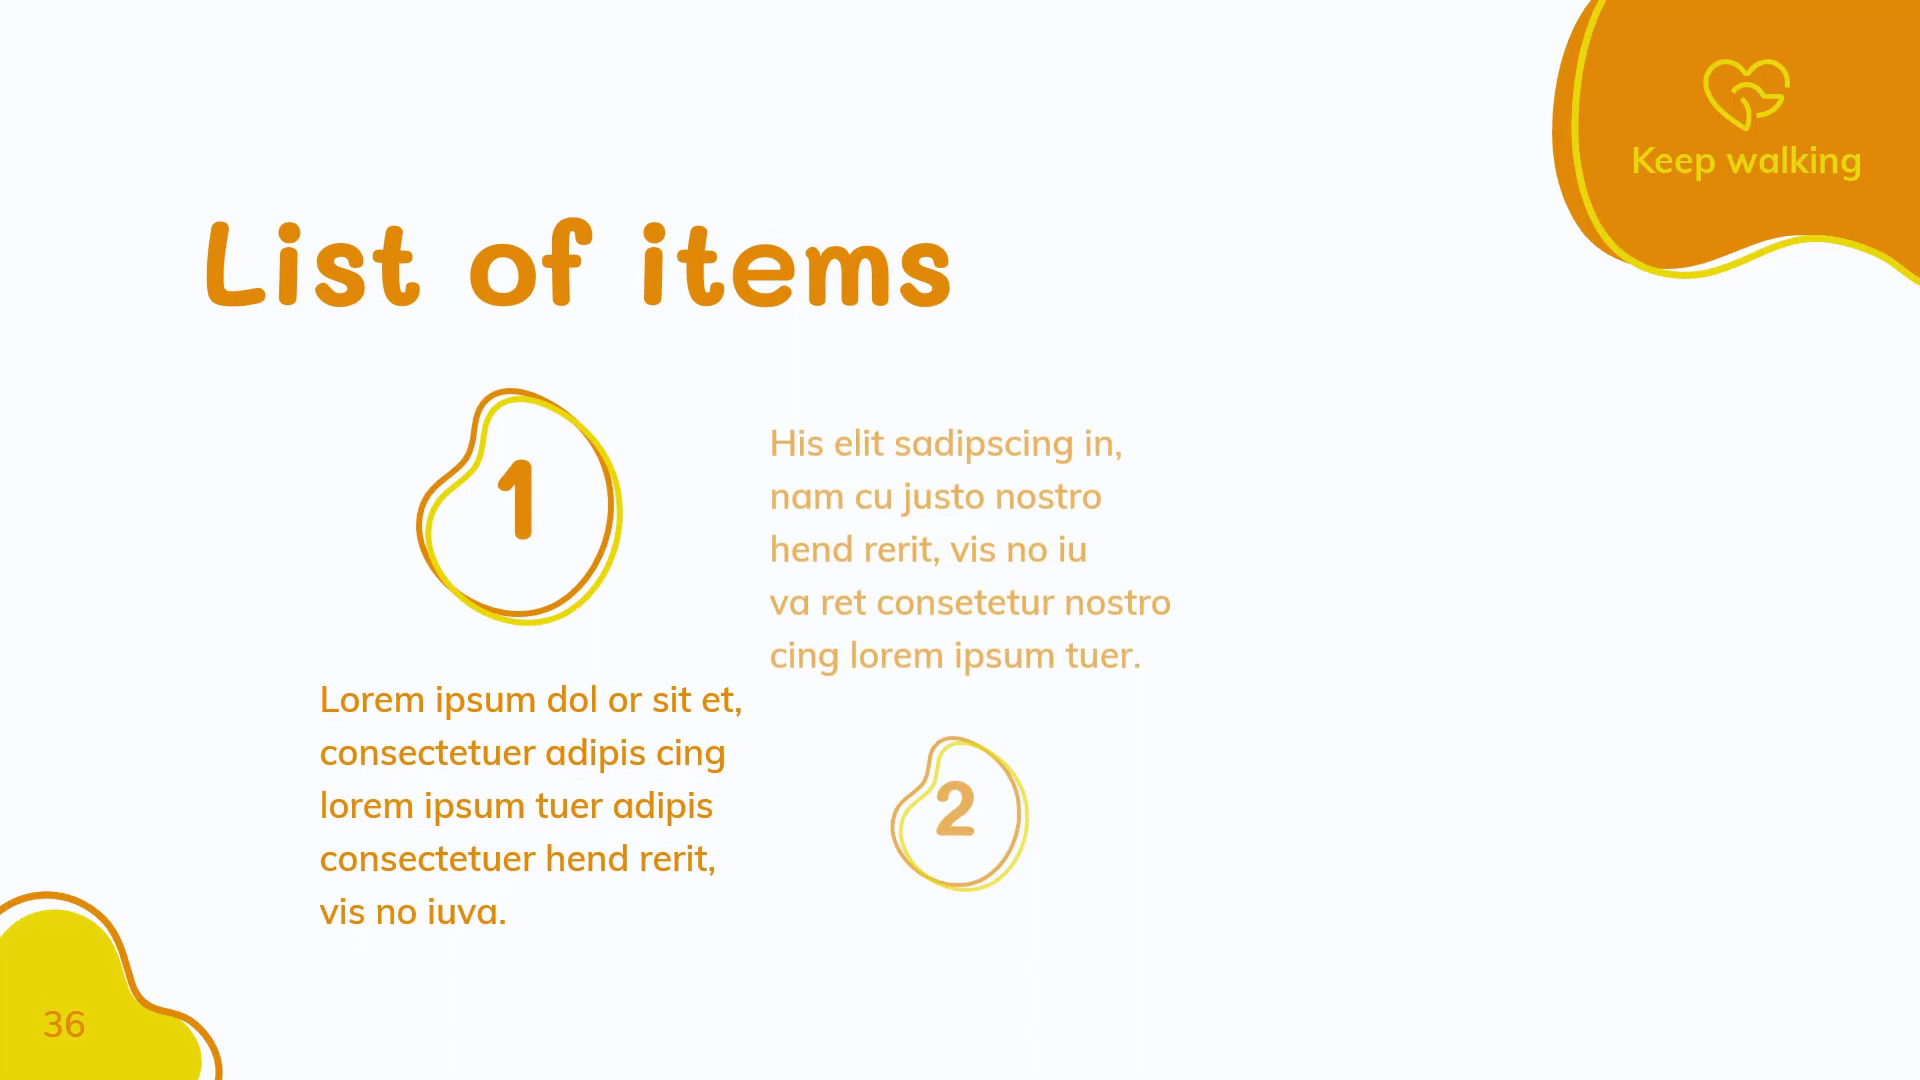 Keep walking
List of items
1
Lorem ipsum dol or sit et,
consectetuer adipis cing
lorem ipsum tuer adipis
consectetuer hend rerit,
vis no iuva.
His elit sadipscing in,
nam cu justo nostro
hend rerit, vis no iu
va ret consetetur nostro
cing lorem ipsum tuer.
2
36